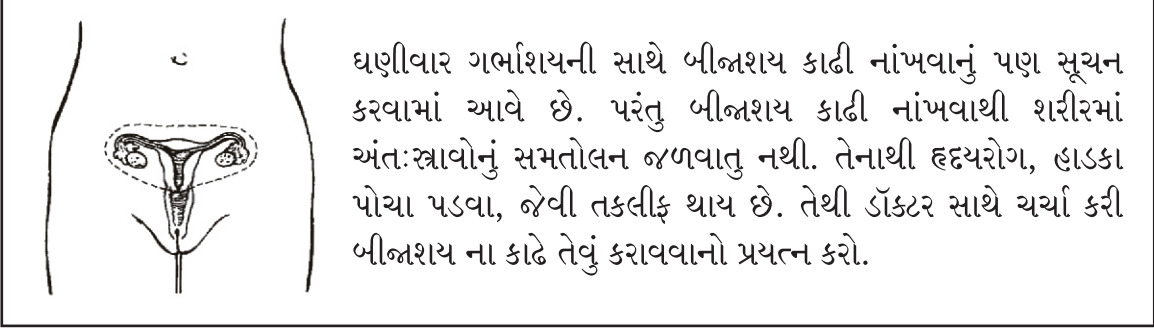 ઘણીવાર ગર્ભાશયની સાથે બીજાશય કાઢી નાંખવાનું પણ સૂચન
કરવામાં આવે છે. પરંતુ બીજાશય કાઢી નાંખવાથી શરીરમાં
અંતઃસ્ત્રાવોનું સમતોલન જળવાતુ નથી. તેનાથી હૃદયરોગ, હાડકા
પોચા પડવા, જેવી તકલીફ થાય છે. તેથી ડૉક્ટર સાથે ચર્ચા કરી
બીજાશય ના કાઢે તેવું કરાવવાનો પ્રયત્ન કરો.